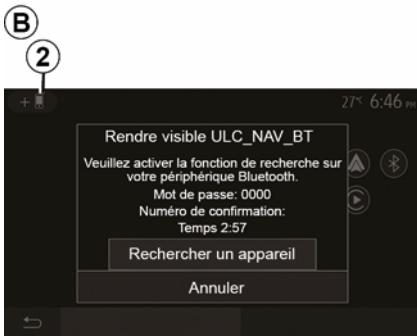 B
2
+
27°C 6:46 PM
Rendre visible ULC_NAV_BT
Veuillez activer la fonction de recherche sur
votre périphérique Bluetooth.
Mot de passe: 0000
Numéro de confirmation:
Temps 2:57
Rechercher un appareil
Annuler